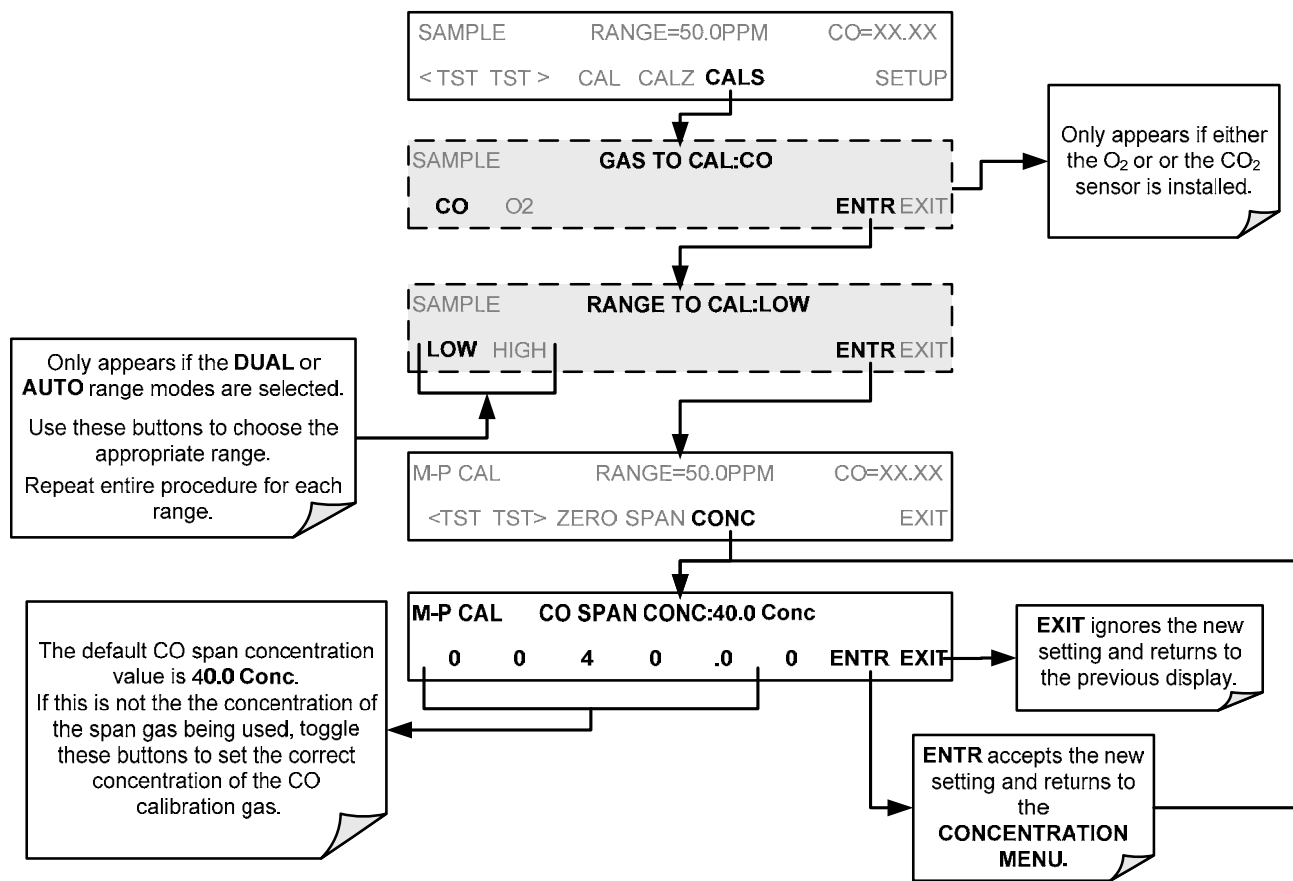 SAMPLE RANGE=50.0PPM CO=XX.XX
< TST TST > CAL CALZ CALS SETUP
Only appears if either
the O₂ or or the CO₂
sensor is installed.
SAMPLE GAS TO CAL:CO
CO O2 ENTR EXIT
SAMPLE RANGE TO CAL:LOW
LOW HIGH ENTR EXIT
Only appears if the DUAL or
AUTO range modes are selected.
Use these buttons to choose the
appropriate range.
Repeat entire procedure for each
range.
M-P CAL RANGE=50.0PPM CO=XX.XX
<TST TST> ZERO SPAN CONC EXIT
M-P CAL CO SPAN CONC:40.0 Conc
0 0 4 0 .0 0 ENTR EXIT
The default CO span concentration
value is 40.0 Conc.
If this is not the the concentration of
the span gas being used, toggle
these buttons to set the correct
concentration of the CO
calibration gas.
EXIT ignores the new
setting and returns to
the previous display.
ENTR accepts the new
setting and returns to
the
CONCENTRATION
MENU.